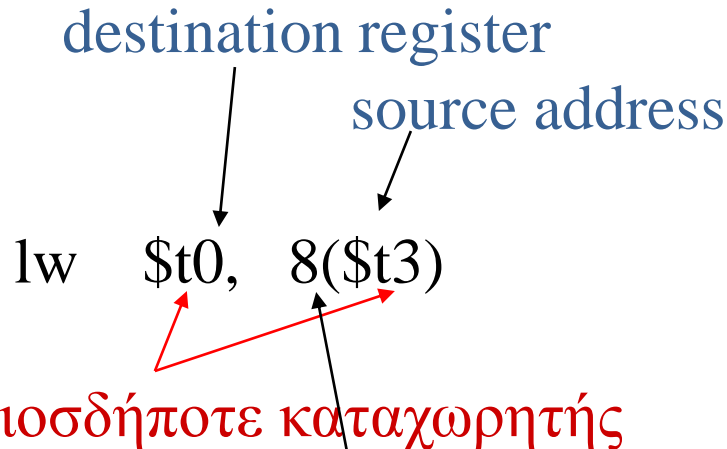 destination register
source address
lw $t0, 8($t3)
ιοσδήποτε καταχωρητής